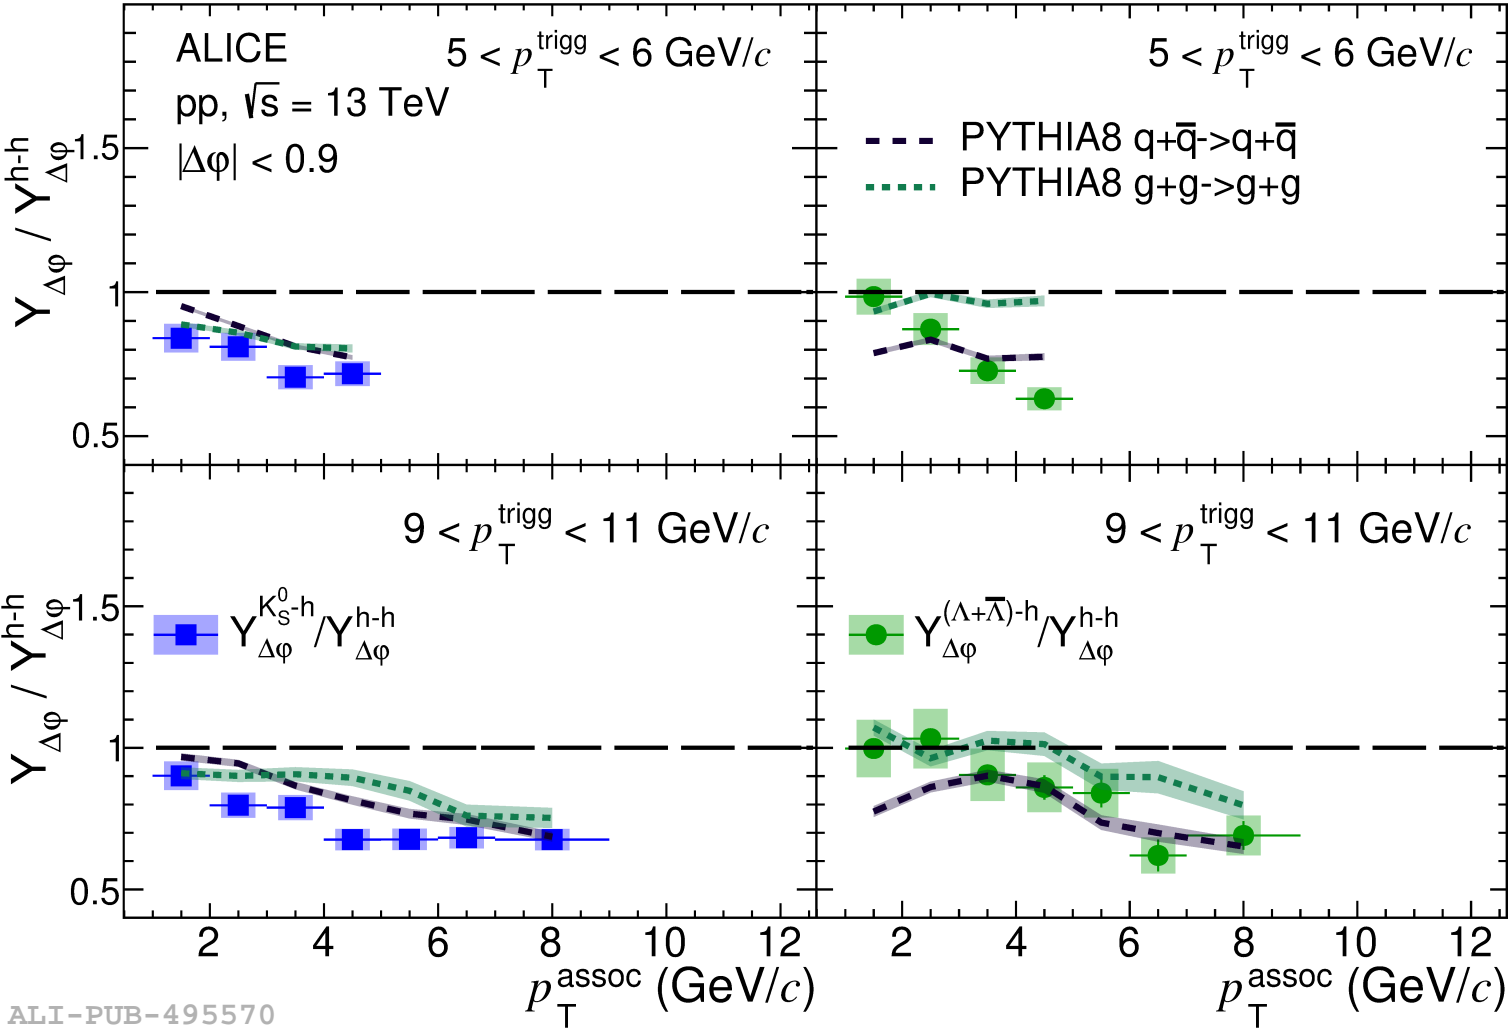 ALICE
pp, √s = 13 TeV
|Δφ| < 0.9
5 < p_T^trigg < 6 GeV/c
5 < p_T^trigg < 6 GeV/c
PYTHIA8 q+q̅->q+q̅
PYTHIA8 g+g->g+g
Y_Δφ / Y_Δφ^h-h
1.5
1
0.5
9 < p_T^trigg < 11 GeV/c
9 < p_T^trigg < 11 GeV/c
Y_Δφ^{K_S^0-h}/Y_Δφ^{h-h}
Y_Δφ^{(Λ+Λ̅)-h}/Y_Δφ^{h-h}
Y_Δφ / Y_Δφ^h-h
1.5
1
0.5
2 4 6 8 10 12
2 4 6 8 10 12
p_T^assoc (GeV/c)
p_T^assoc (GeV/c)
ALI-PUB-495570